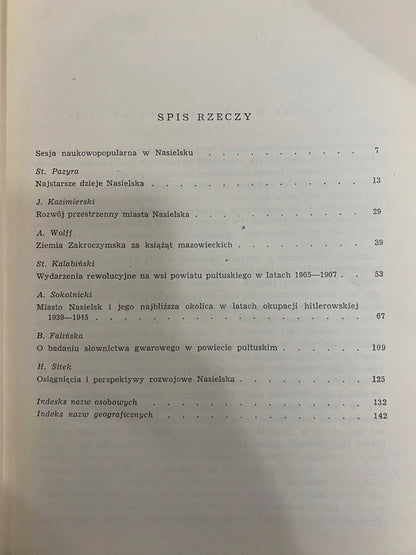 SPIS RZECZY
Sesja naukowopopularna w Nasielsku . . . . . . . . . . 7
St. Pazyra
Najstarsze dzieje Nasielska . . . . . . . . . . . . 13
J. Kazimierski
Rozwój przestrzenny miasta Nasielska . . . . . . . . . . 29
A. Wolff
Ziemia Zakroczymska za książąt mazowieckich . . . . . . . . 39
St. Kalabiński
Wydarzenia rewolucyjne na wsi powiatu pułtuskiego w latach 1905—1907 . . 53
A. Sokolnicki
Miasto Nasielsk i jego najbliższa okolica w latach okupacji hitlerowskiej
1939—1945 . . . . . . . . . . . . . . . 67
B. Falińska
O badaniu słownictwa gwarowego w powiecie pułtuskim . . . . . . 109
H. Sitek
Osiągnięcia i perspektywy rozwojowe Nasielska . . . . . . . . 125
Indeks nazw osobowych . . . . . . . . . . . . 132
Indeks nazw geograficznych . . . . . . . . . . . 142